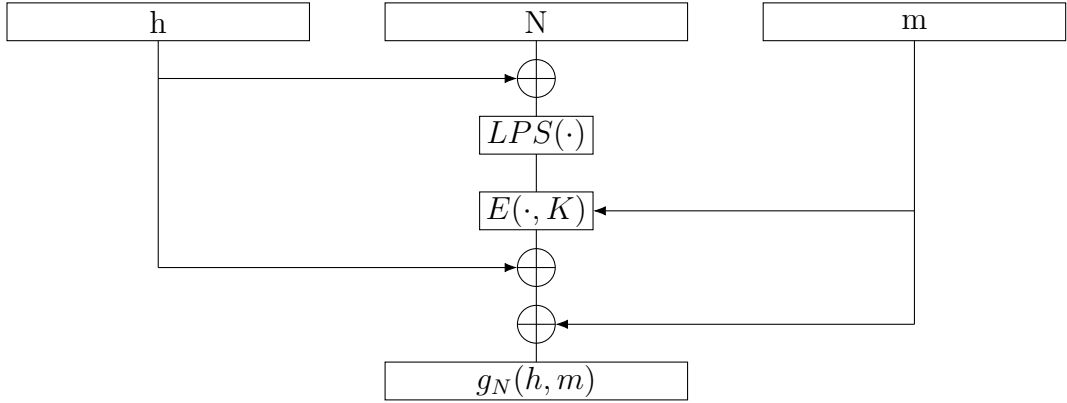 h N m
LPS(·)
E(·, K)
g_N(h, m)